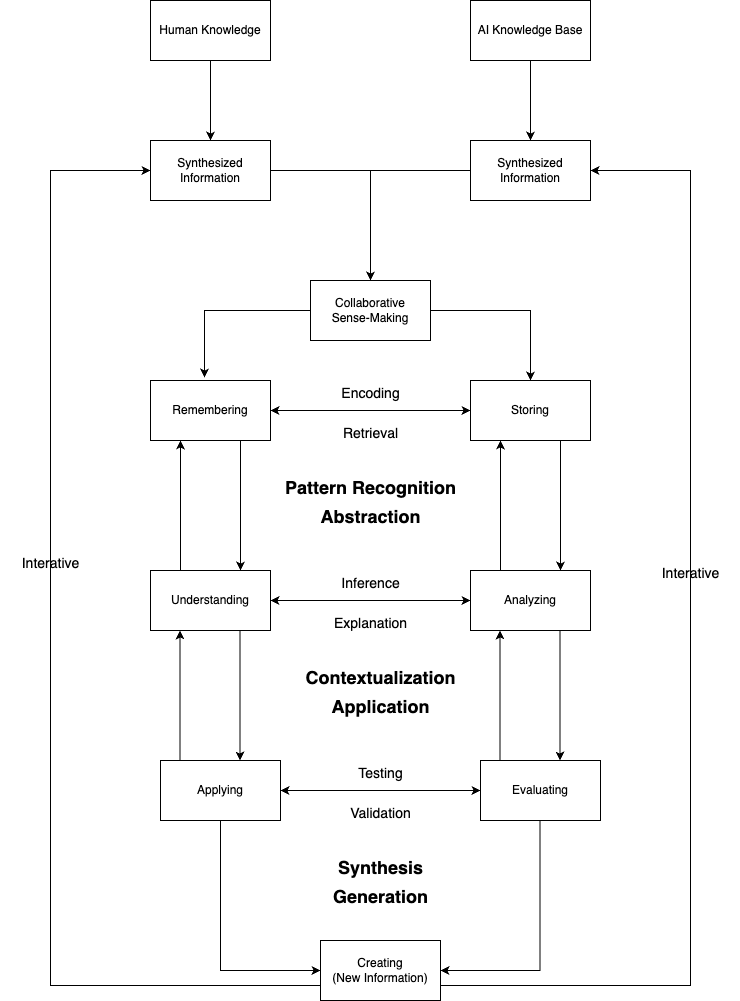 Human Knowledge
AI Knowledge Base
Synthesized
Information
Synthesized
Information
Collaborative
Sense-Making
Remembering
Encoding
Retrieval
Storing
Pattern Recognition
Abstraction
Interative
Interative
Understanding
Inference
Explanation
Analyzing
Contextualization
Application
Applying
Testing
Validation
Evaluating
Synthesis
Generation
Creating
(New Information)